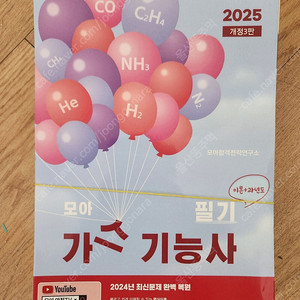 2025
개정3판
CO
C₂H₄
CH₄
NH₃
He
H₂
N₂
모아합격전략연구소
이론+과년도
모아 필기
가스 기능사
YouTube
2024년 최신문제 완벽 복원